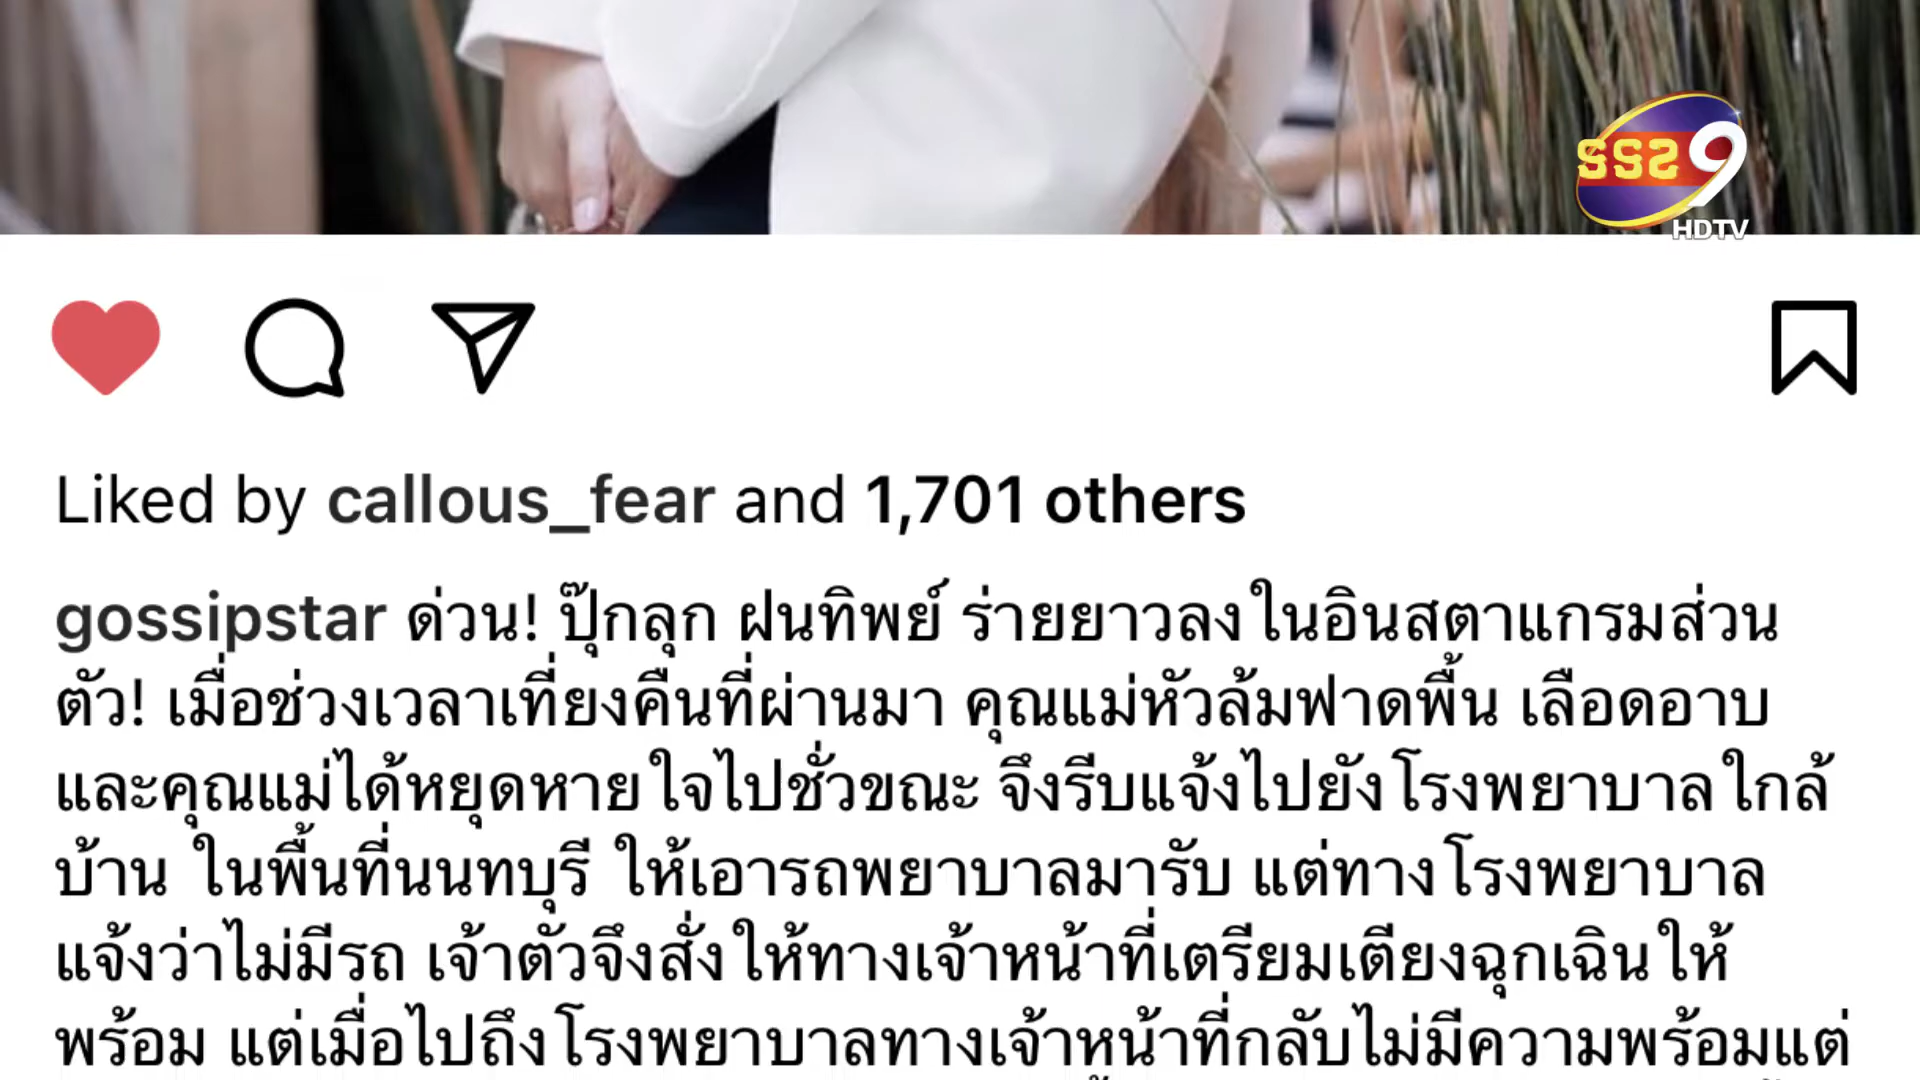 รรร9
HDTV
Liked by callous_fear and 1,701 others
gossipstar ด่วน! ปุ๊กลุก ฝนทิพย์ ร่ายยาวลงในอินสตาแกรมส่วน
ตัว! เมื่อช่วงเวลาเที่ยงคืนที่ผ่านมา คุณแม่หัวล้มฟาดพื้น เลือดอาบ
และคุณแม่ได้หยุดหายใจไปชั่วขณะ จึงรีบแจ้งไปยังโรงพยาบาลใกล้
บ้าน ในพื้นที่นนทบุรี ให้เอารถพยาบาลมารับ แต่ทางโรงพยาบาล
แจ้งว่าไม่มีรถ เจ้าตัวจึงสั่งให้ทางเจ้าหน้าที่เตรียมเตียงฉุกเฉินให้
พร้อม แต่เมื่อไปถึงโรงพยาบาลทางเจ้าหน้าที่กลับไม่มีความพร้อมแต่